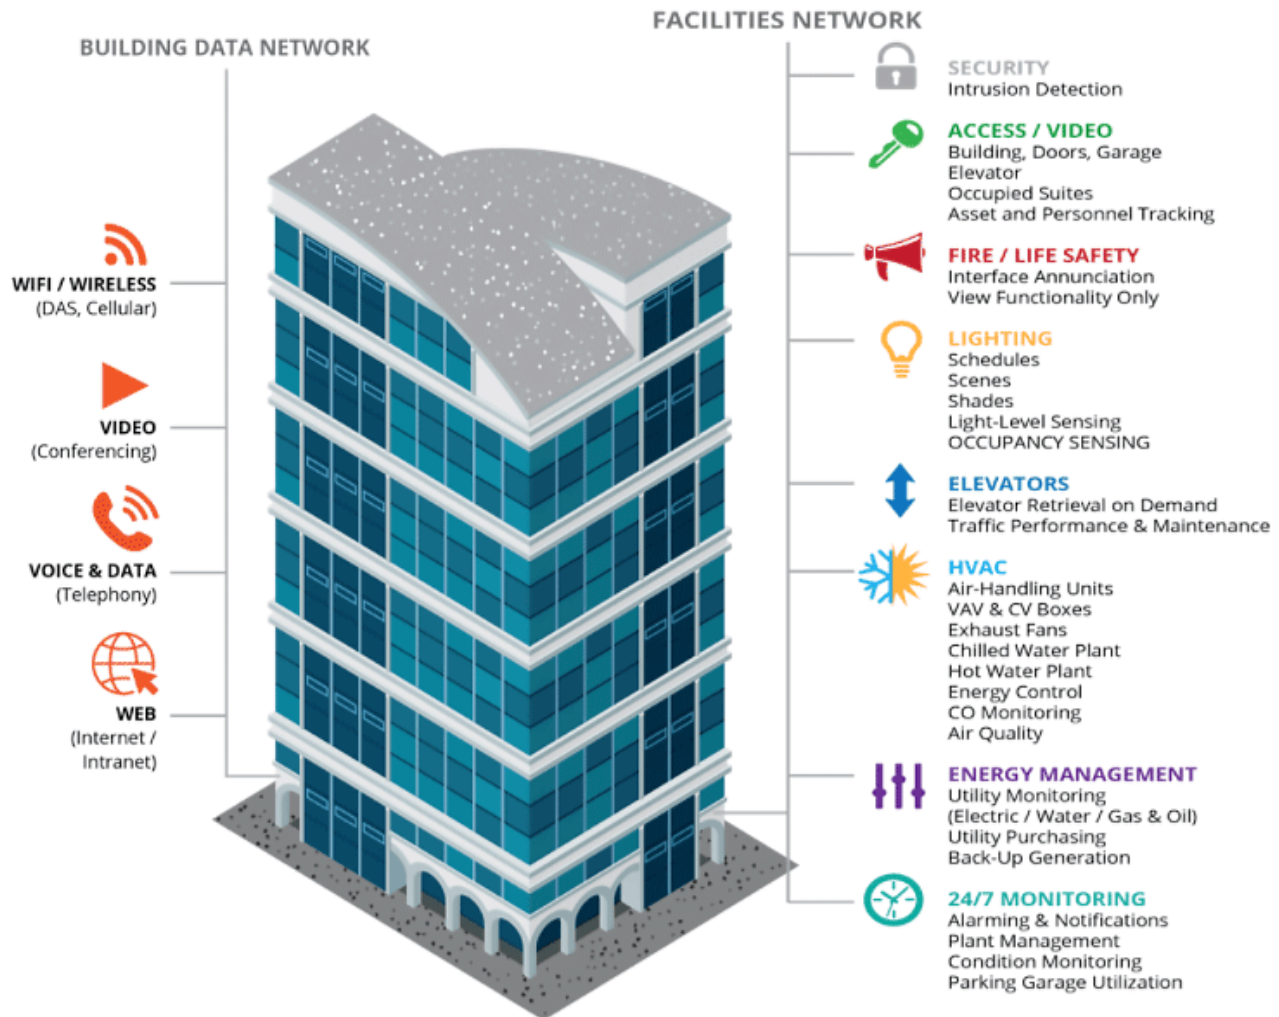 BUILDING DATA NETWORK
WIFI / WIRELESS
(DAS, Cellular)
VIDEO
(Conferencing)
VOICE & DATA
(Telephony)
WEB
(Internet /
Intranet)
FACILITIES NETWORK
SECURITY
Intrusion Detection
ACCESS / VIDEO
Building, Doors, Garage
Elevator
Occupied Suites
Asset and Personnel Tracking
FIRE / LIFE SAFETY
Interface Annunciation
View Functionality Only
LIGHTING
Schedules
Scenes
Shades
Light-Level Sensing
OCCUPANCY SENSING
ELEVATORS
Elevator Retrieval on Demand
Traffic Performance & Maintenance
HVAC
Air-Handling Units
VAV & CV Boxes
Exhaust Fans
Chilled Water Plant
Hot Water Plant
Energy Control
CO Monitoring
Air Quality
ENERGY MANAGEMENT
Utility Monitoring
(Electric / Water / Gas & Oil)
Utility Purchasing
Back-Up Generation
24/7 MONITORING
Alarming & Notifications
Plant Management
Condition Monitoring
Parking Garage Utilization